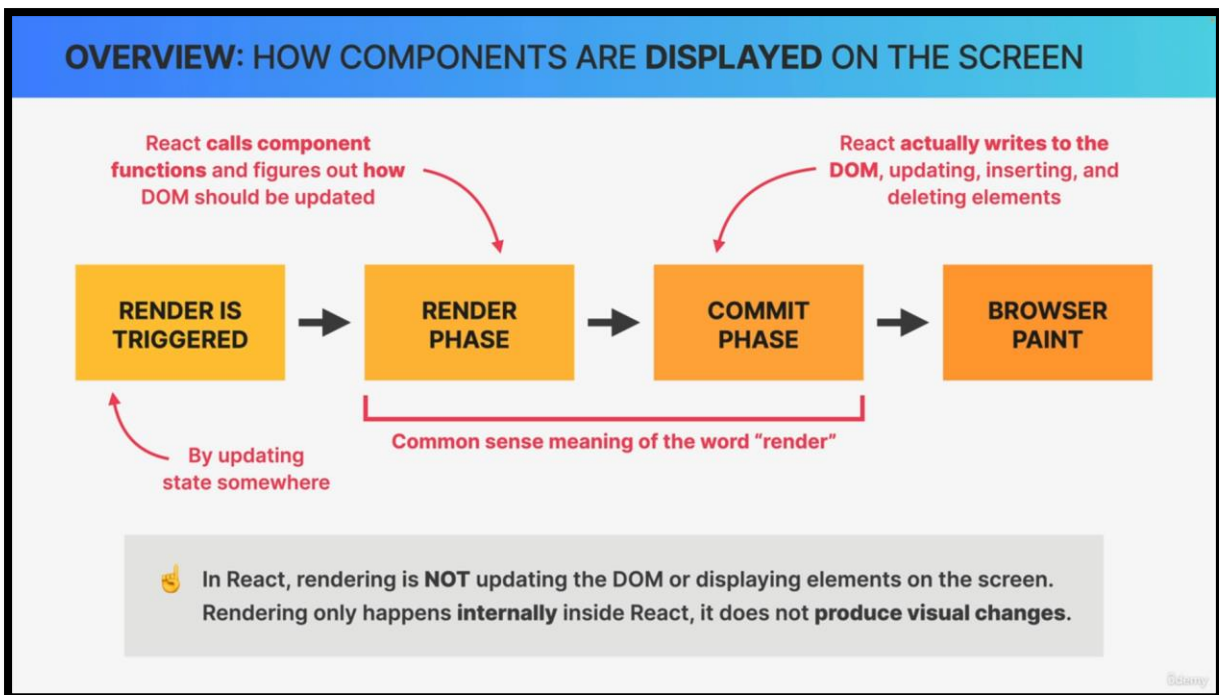 OVERVIEW: HOW COMPONENTS ARE DISPLAYED ON THE SCREEN
React calls component
functions and figures out how
DOM should be updated
React actually writes to the
DOM, updating, inserting, and
deleting elements
RENDER IS
TRIGGERED
RENDER
PHASE
COMMIT
PHASE
BROWSER
PAINT
By updating
state somewhere
Common sense meaning of the word “render”
☝️ In React, rendering is NOT updating the DOM or displaying elements on the screen.
Rendering only happens internally inside React, it does not produce visual changes.
Udemy